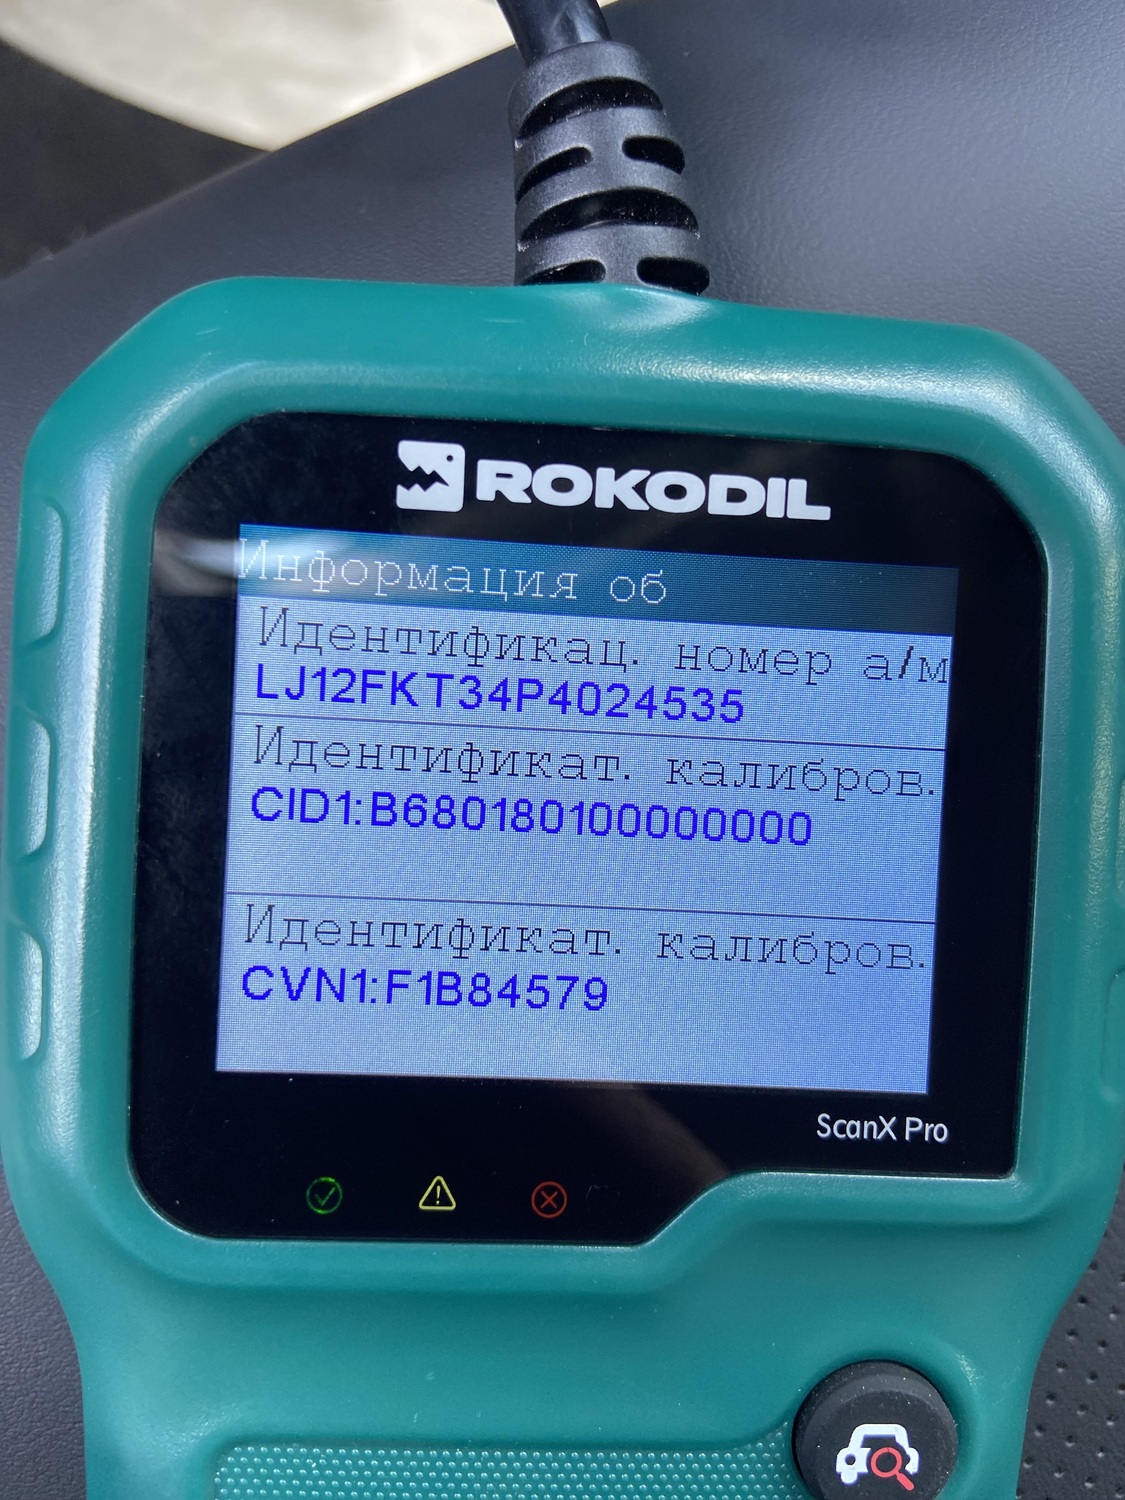 ROKODIL
Информация об
Идентификац. номер а/м
LJ12FKT34P4024535
Идентификат. калибров.
CID1:B680180100000000
Идентификат. калибров.
CVN1:F1B84579
ScanX Pro